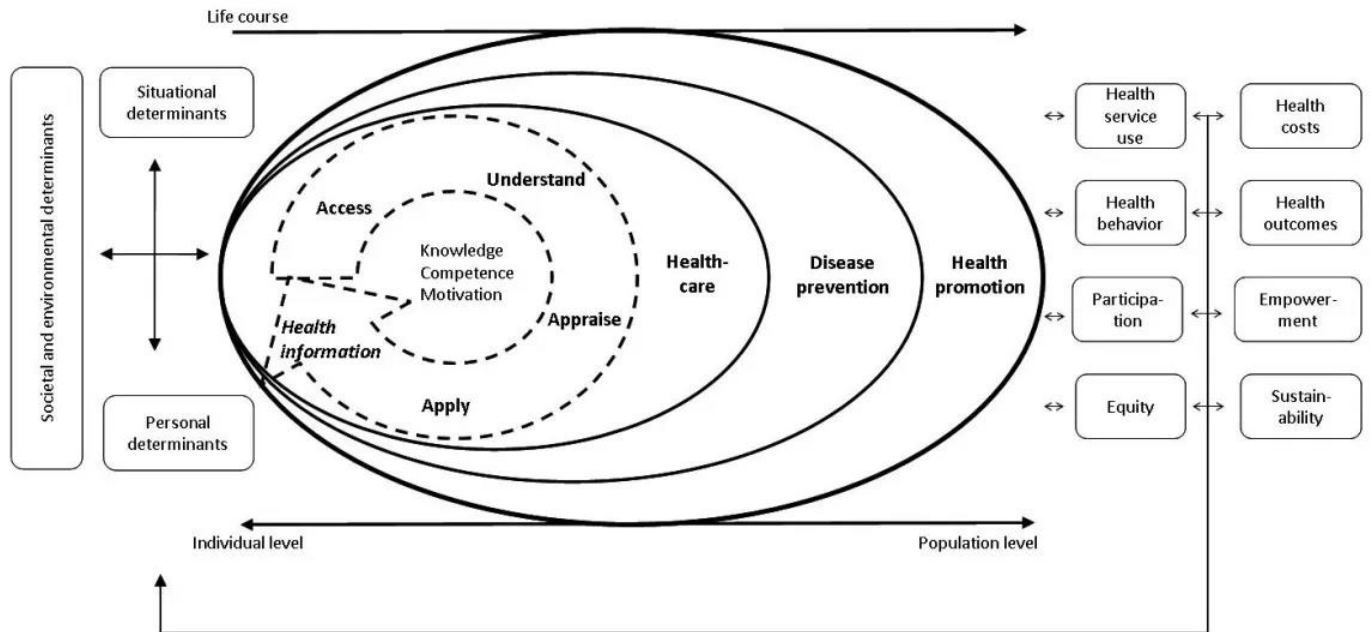 Life course
Societal and environmental determinants
Situational
determinants
Personal
determinants
Understand
Access
Knowledge
Competence
Motivation
Health
information
Appraise
Apply
Health-
care
Disease
prevention
Health
promotion
Health
service
use
Health
costs
Health
behavior
Health
outcomes
Participa-
tion
Empower-
ment
Equity
Sustain-
ability
Individual level
Population level